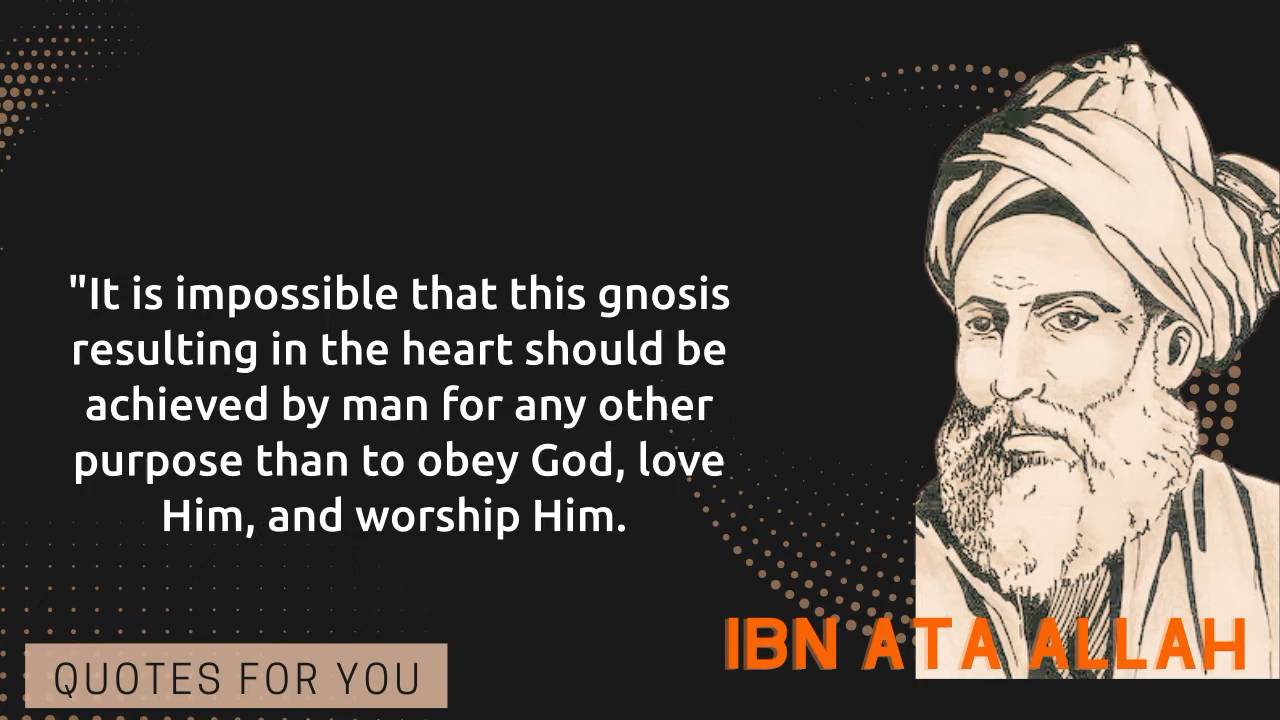 "It is impossible that this gnosis
resulting in the heart should be
achieved by man for any other
purpose than to obey God, love
Him, and worship Him.
IBN ATA ALLAH
QUOTES FOR YOU